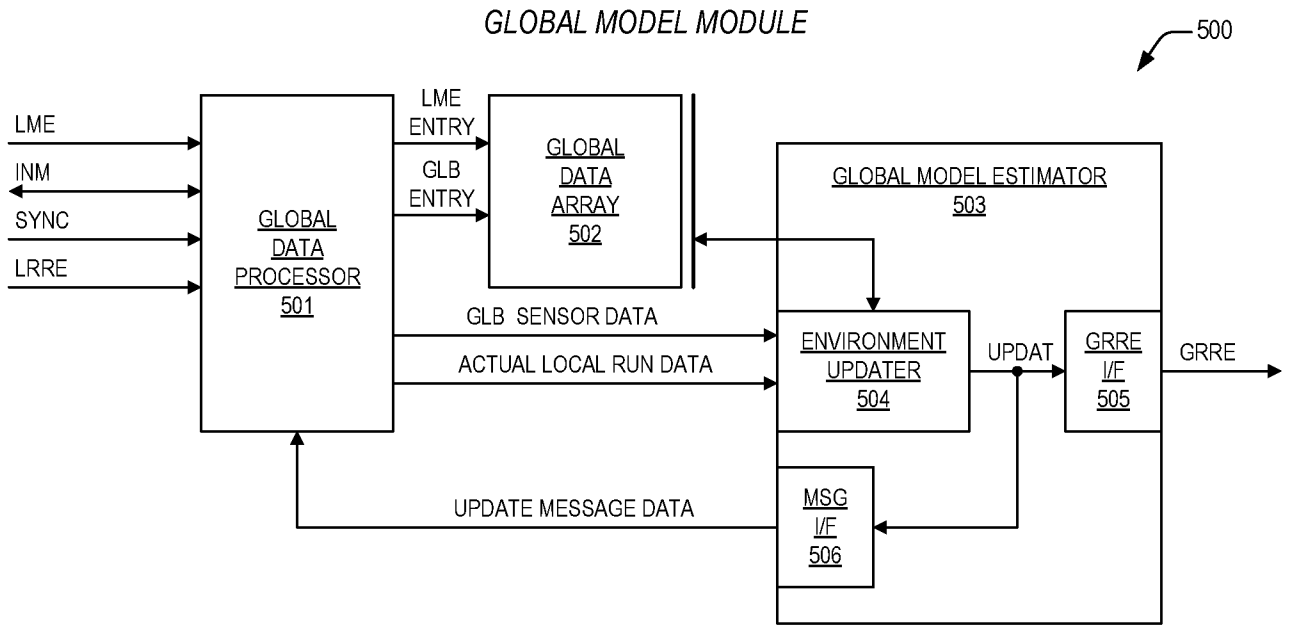 GLOBAL MODEL MODULE
500
LME
INM
SYNC
LRRE
GLOBAL
DATA
PROCESSOR
501
LME
ENTRY
GLB
ENTRY
GLOBAL
DATA
ARRAY
502
GLOBAL MODEL ESTIMATOR
503
GLB SENSOR DATA
ACTUAL LOCAL RUN DATA
ENVIRONMENT
UPDATER
504
UPDAT
GRRE
I/F
505
GRRE
UPDATE MESSAGE DATA
MSG
I/F
506